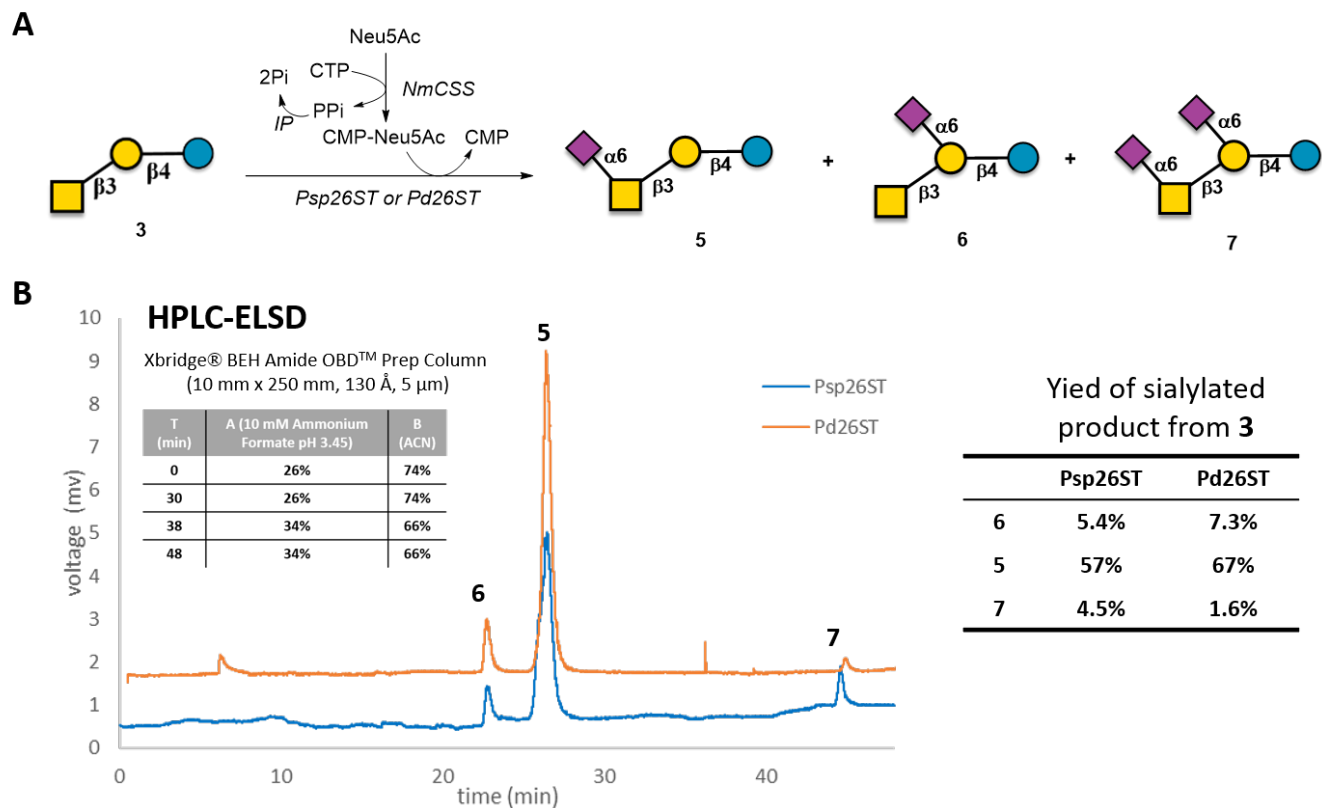 A
Neu5Ac
CTP
2Pi
NmCSS
PPi
IP
CMP-Neu5Ac
CMP
Psp26ST or Pd26ST
β3
β4
3
α6
β3
β4
5
+
α6
β3
β4
6
+
α6
α6
β3
β4
7
B
HPLC-ELSD
Xbridge® BEH Amide OBD™ Prep Column
(10 mm x 250 mm, 130 Å, 5 µm)
T (min) A (10 mM Ammonium Formate pH 3.45) B (ACN)
0 26% 74%
30 26% 74%
38 34% 66%
48 34% 66%
voltage (mv)
10
9
8
7
6
5
4
3
2
1
0
0 10 20 30 40
time (min)
6
5
7
Psp26ST
Pd26ST
Yied of sialylated
product from 3
Psp26ST Pd26ST
6 5.4% 7.3%
5 57% 67%
7 4.5% 1.6%